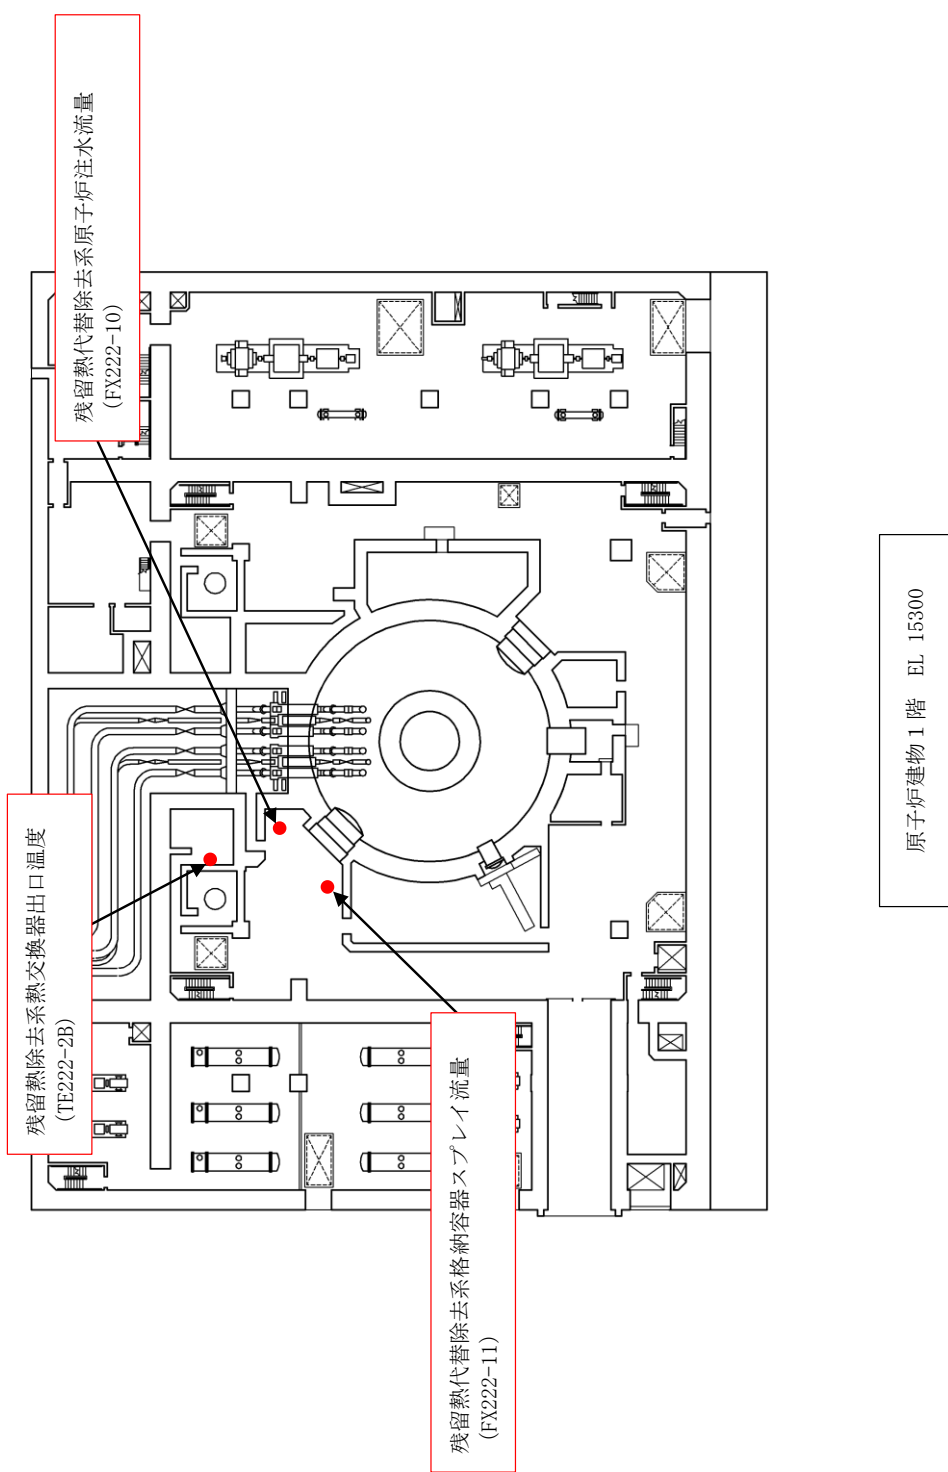 残留熱代替除去系原子炉注水流量
(FX222-10)
残留熱除去系熱交換器出口温度
(TE222-2B)
残留熱代替除去系格納容器スプレイ流量
(FX222-11)
原子炉建物 1 階 EL 15300